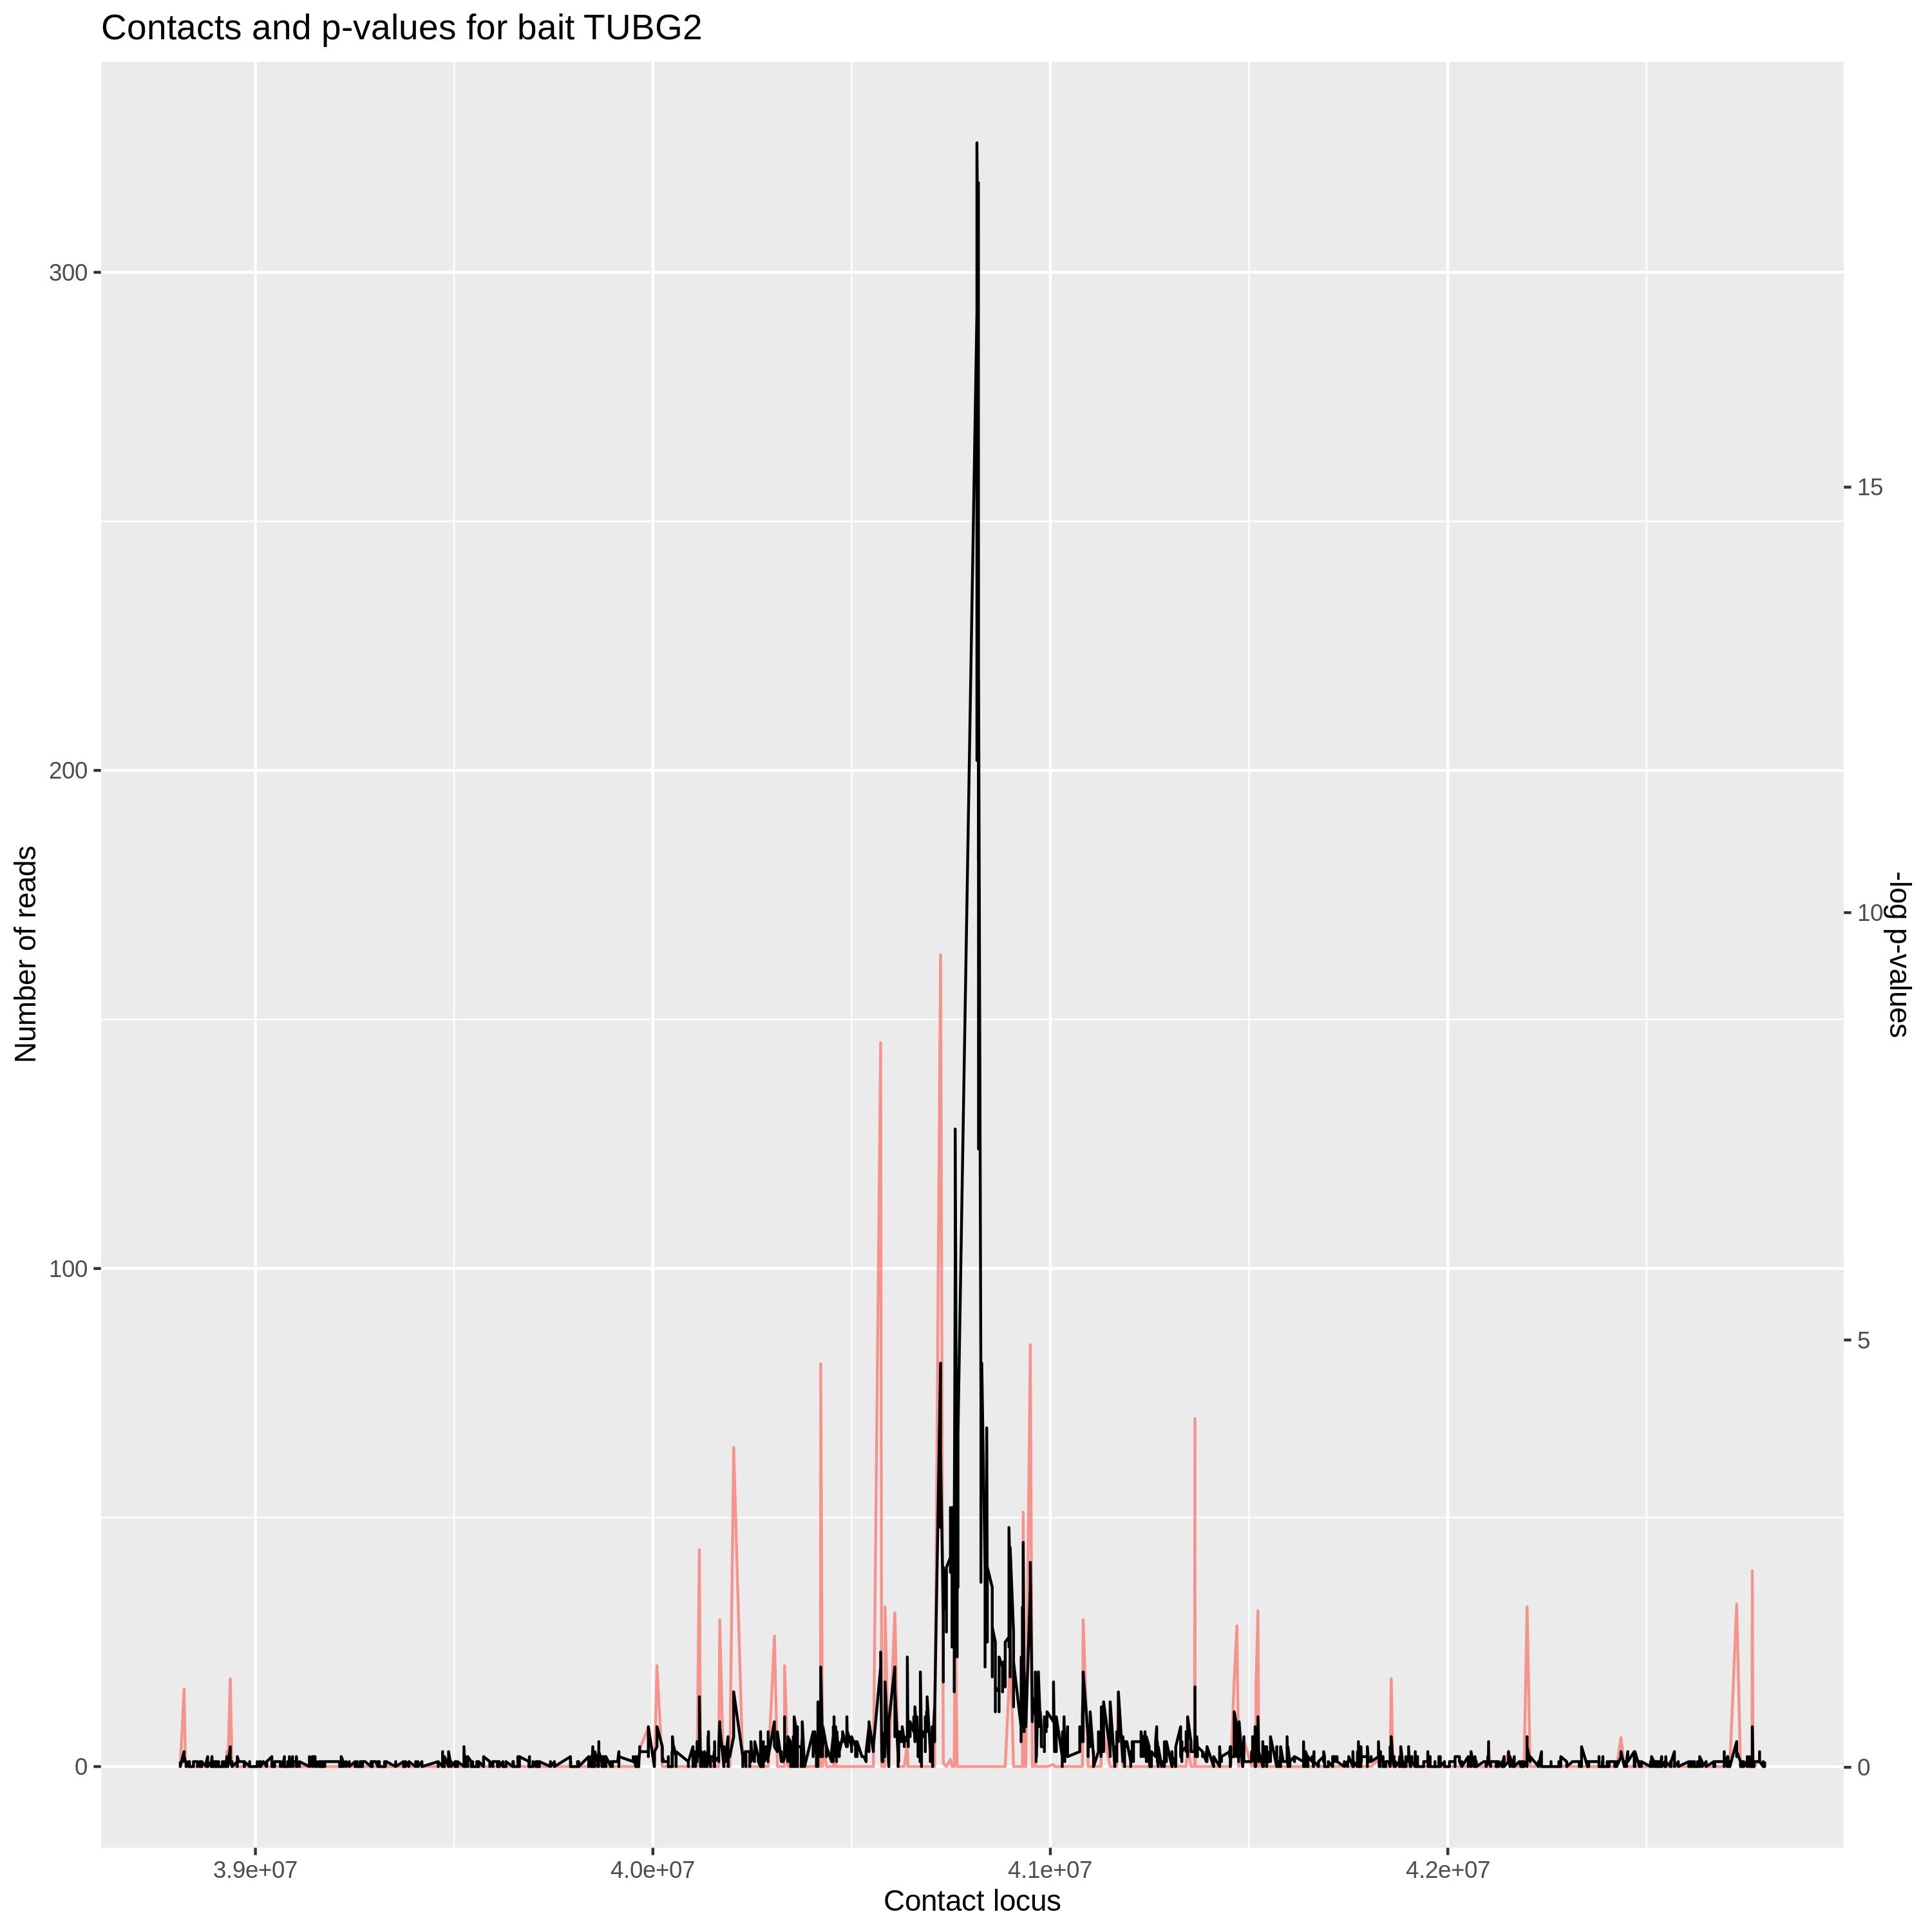 Contacts and p-values for bait TUBG2
300
200
100
0
Number of reads
15
10
5
0
-log p-values
3.9e+07
4.0e+07
4.1e+07
4.2e+07
Contact locus